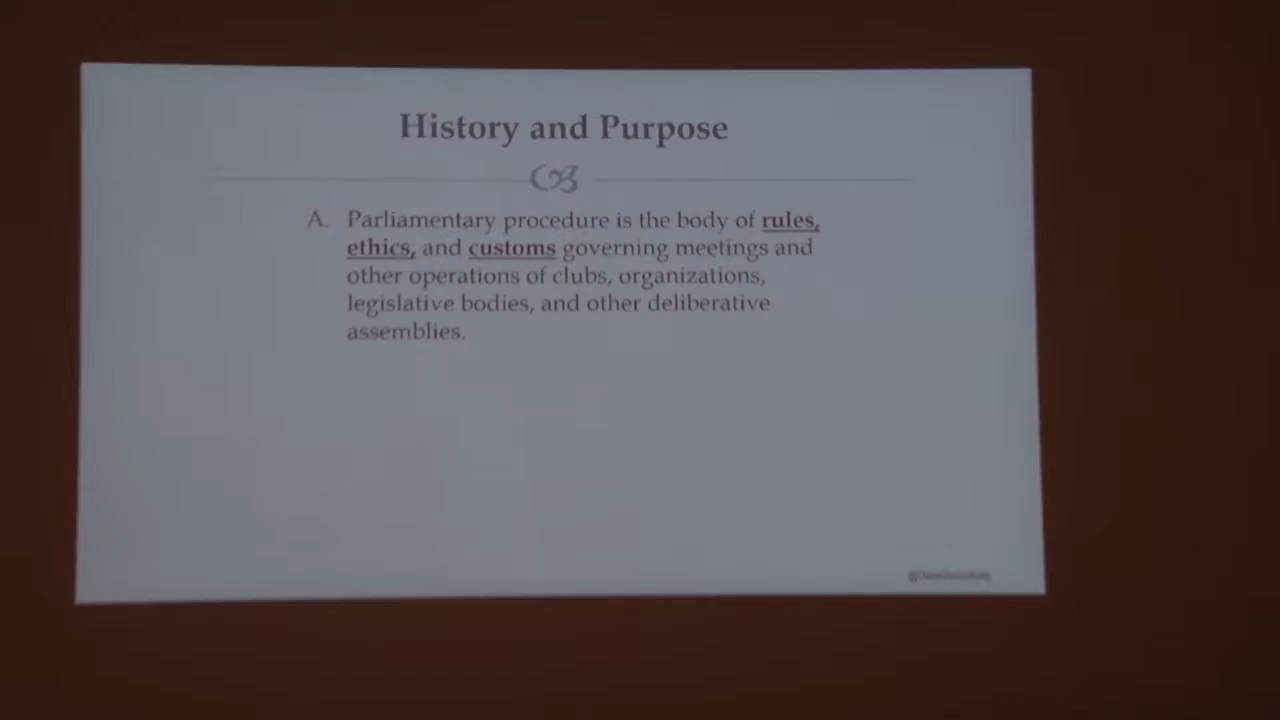 History and Purpose
A. Parliamentary procedure is the body of rules,
ethics, and customs governing meetings and
other operations of clubs, organizations,
legislative bodies, and other deliberative
assemblies.